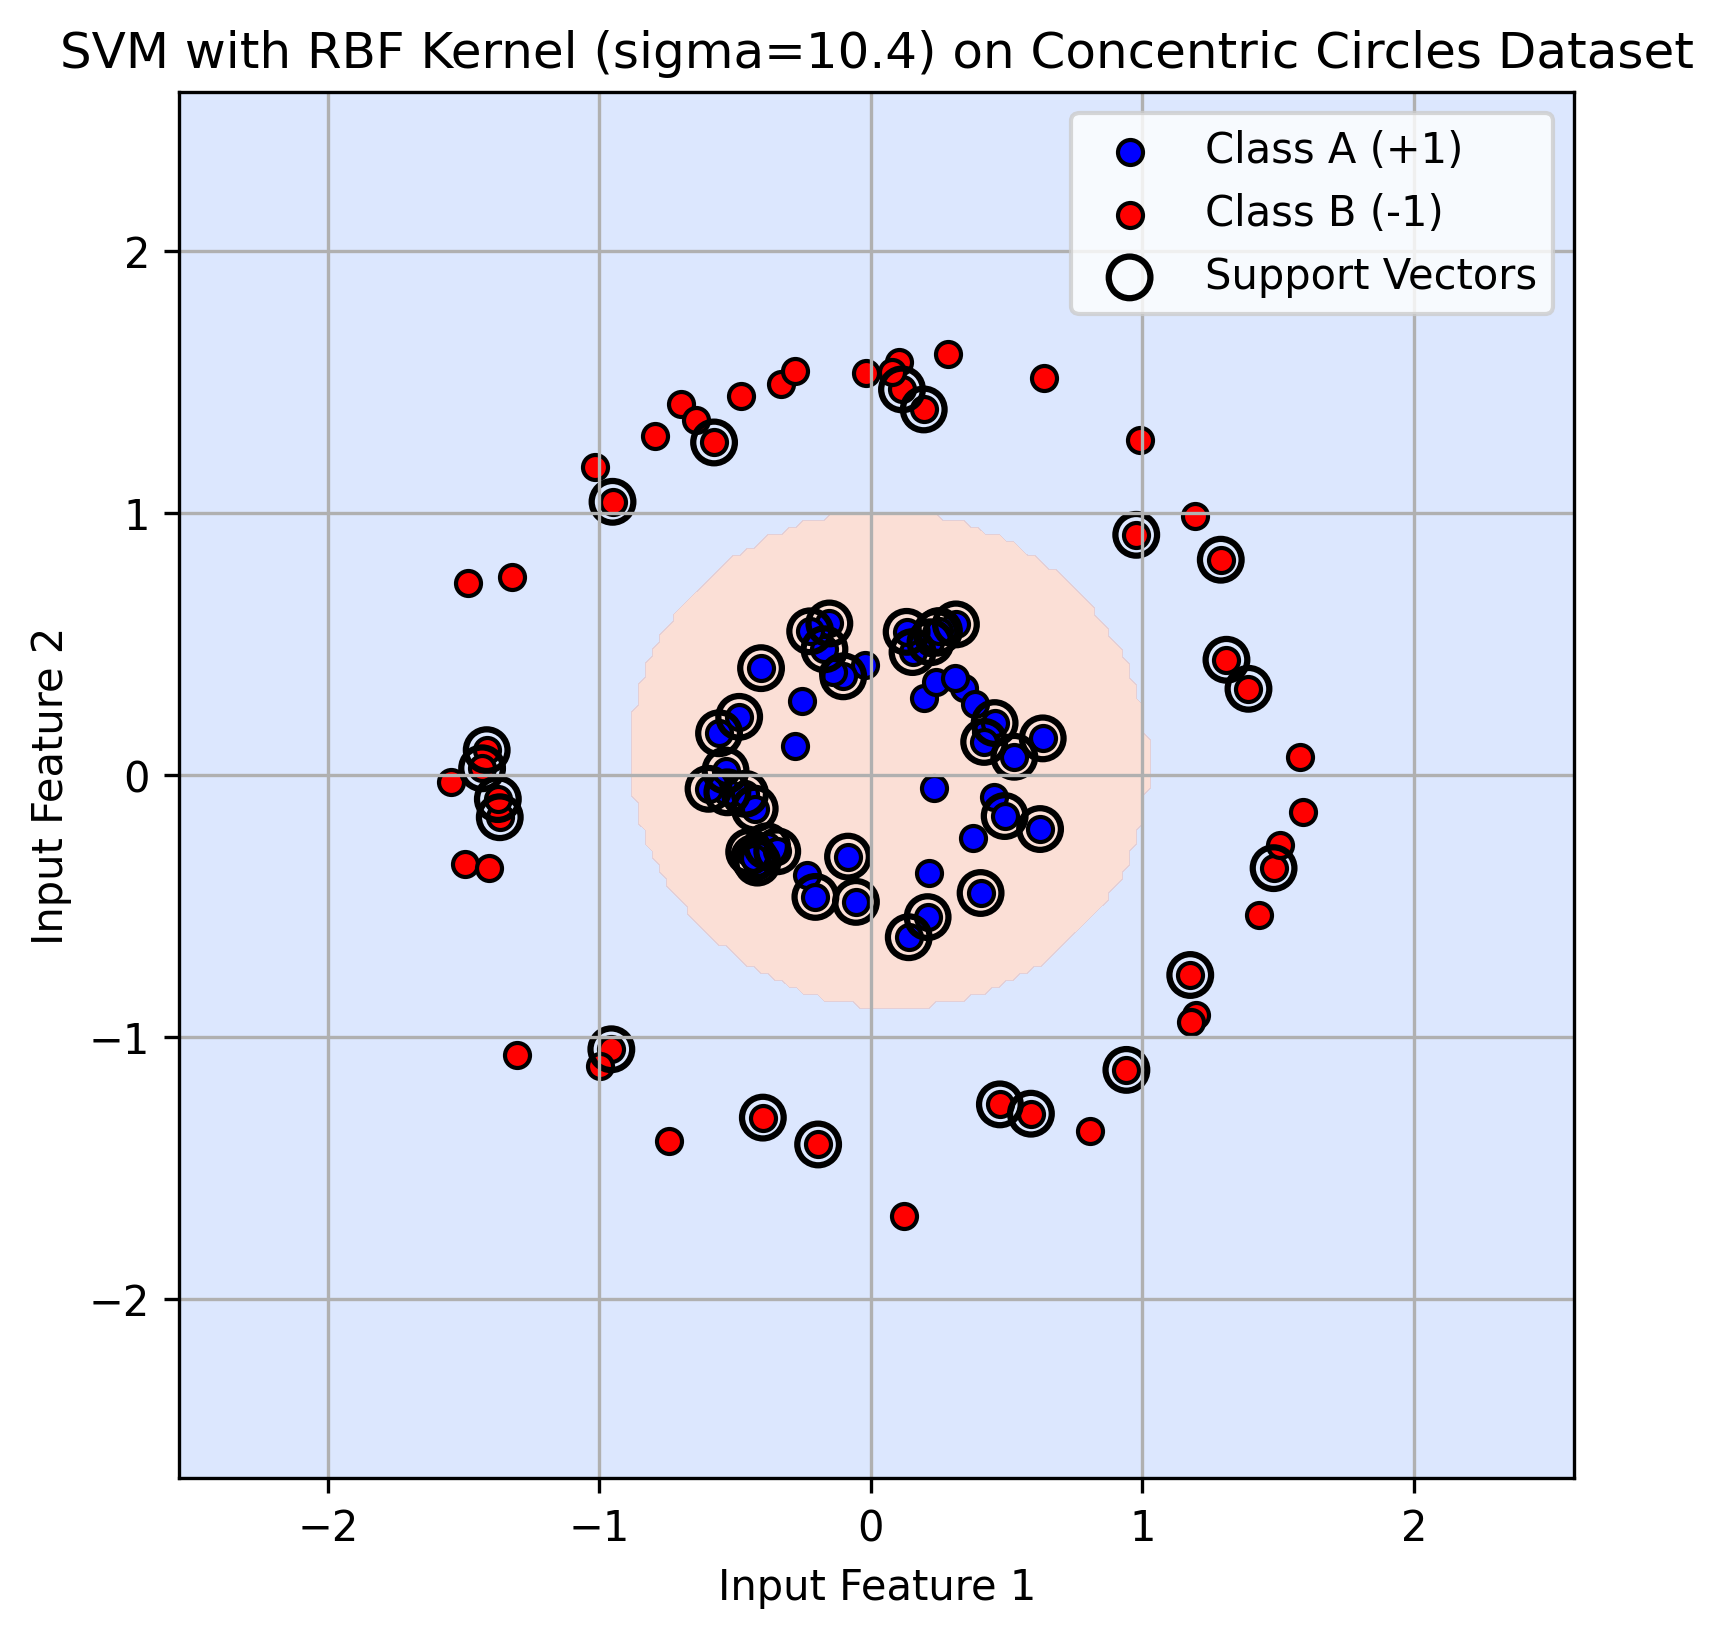 SVM with RBF Kernel (sigma=10.4) on Concentric Circles Dataset
Class A (+1)
Class B (-1)
Support Vectors
2
1
0
−1
−2
Input Feature 2
−2
−1
0
1
2
Input Feature 1